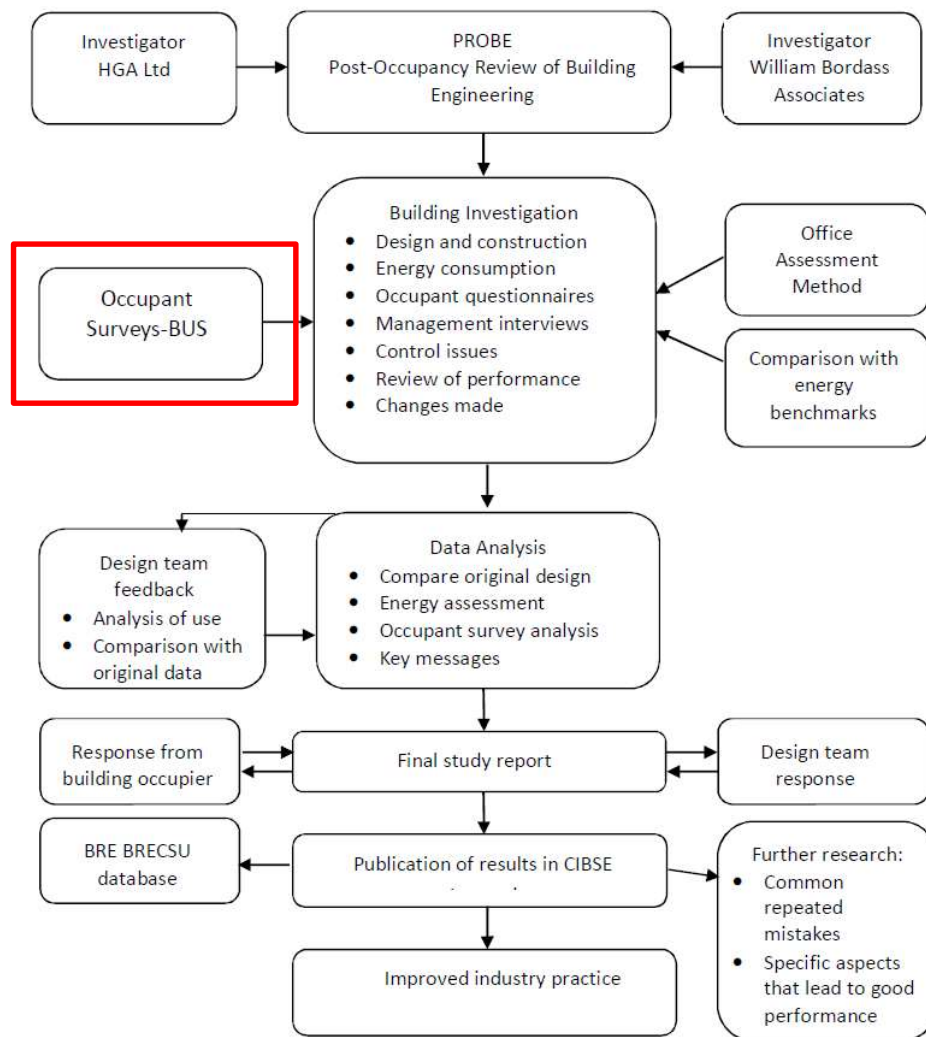 Investigator
HGA Ltd
PROBE
Post-Occupancy Review of Building
Engineering
Investigator
William Bordass
Associates
Building Investigation
• Design and construction
• Energy consumption
• Occupant questionnaires
• Management interviews
• Control issues
• Review of performance
• Changes made
Occupant
Surveys-BUS
Office
Assessment
Method
Comparison with
energy
benchmarks
Design team
feedback
• Analysis of use
• Comparison with
original data
Data Analysis
• Compare original design
• Energy assessment
• Occupant survey analysis
• Key messages
Response from
building occupier
Final study report
Design team
response
BRE BRECSU
database
Publication of results in CIBSE
Further research:
• Common
repeated
mistakes
• Specific aspects
that lead to good
performance
Improved industry practice